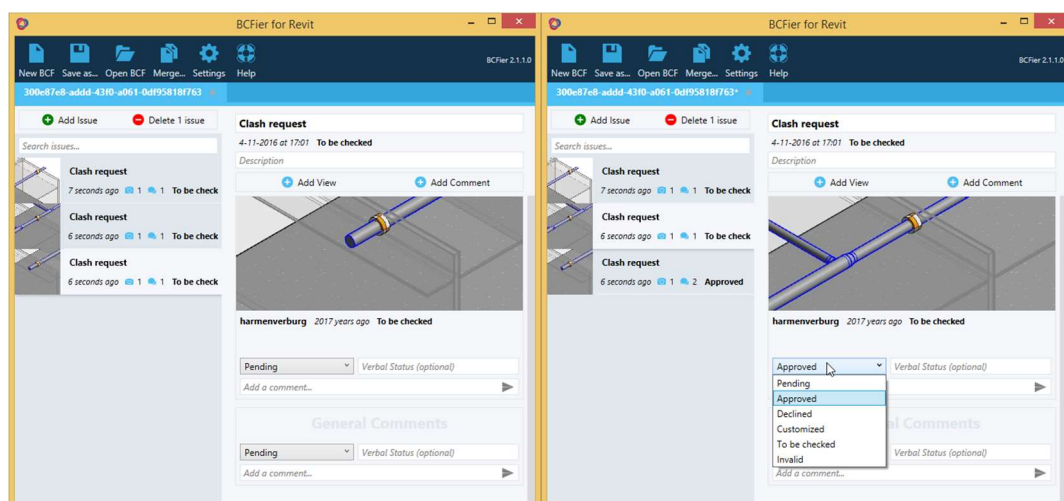 BCFier for Revit
New BCF Save as... Open BCF Merge... Settings Help
BCFier 2.1.1.0
300e87e8-addd-43f0-a061-0df95818f763
Add Issue Delete 1 issue
Search issues...
Clash request
7 seconds ago 1 1 To be check
Clash request
6 seconds ago 1 1 To be check
Clash request
6 seconds ago 1 1 To be check
Clash request
4-11-2016 at 17:01 To be checked
Description
Add View Add Comment
harmenverburg 2017 years ago To be checked
Pending Verbal Status (optional)
Add a comment...
General Comments
Pending Verbal Status (optional)
Add a comment...
BCFier for Revit
New BCF Save as... Open BCF Merge... Settings Help
BCFier 2.1.1.0
300e87e8-addd-43f0-a061-0df95818f763*
Add Issue Delete 1 issue
Search issues...
Clash request
7 seconds ago 1 1 To be check
Clash request
6 seconds ago 1 1 To be check
Clash request
6 seconds ago 1 2 Approved
Clash request
4-11-2016 at 17:01 To be checked
Description
Add View Add Comment
harmenverburg 2017 years ago To be checked
Approved Verbal Status (optional)
Pending
Approved
Declined
Customized
To be checked
Invalid
al Comments
Verbal Status (optional)
Add a comment...